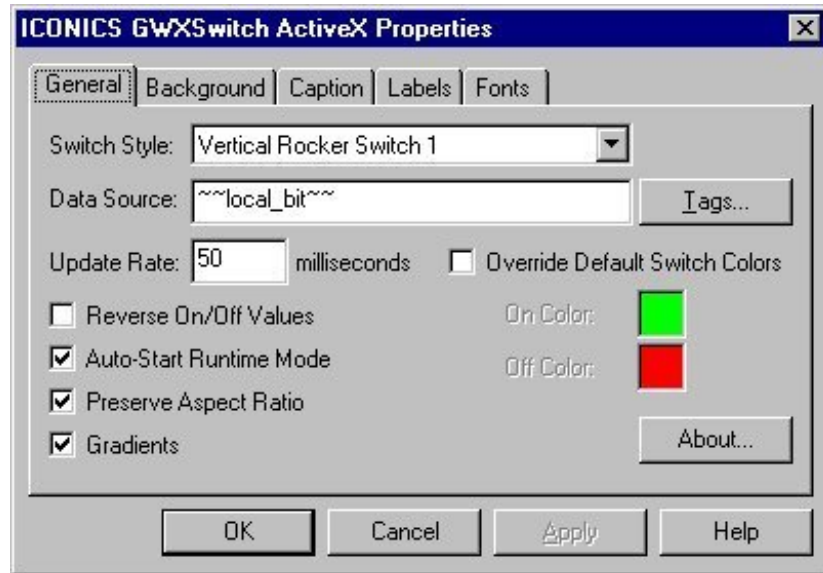 ICONICS GWXSwitch ActiveX Properties
General Background Caption Labels Fonts
Switch Style: Vertical Rocker Switch 1
Data Source: ~~local_bit~~ Tags...
Update Rate: 50 milliseconds Override Default Switch Colors
Reverse On/Off Values On Color:
Auto-Start Runtime Mode Off Color:
Preserve Aspect Ratio
Gradients About...
OK Cancel Apply Help